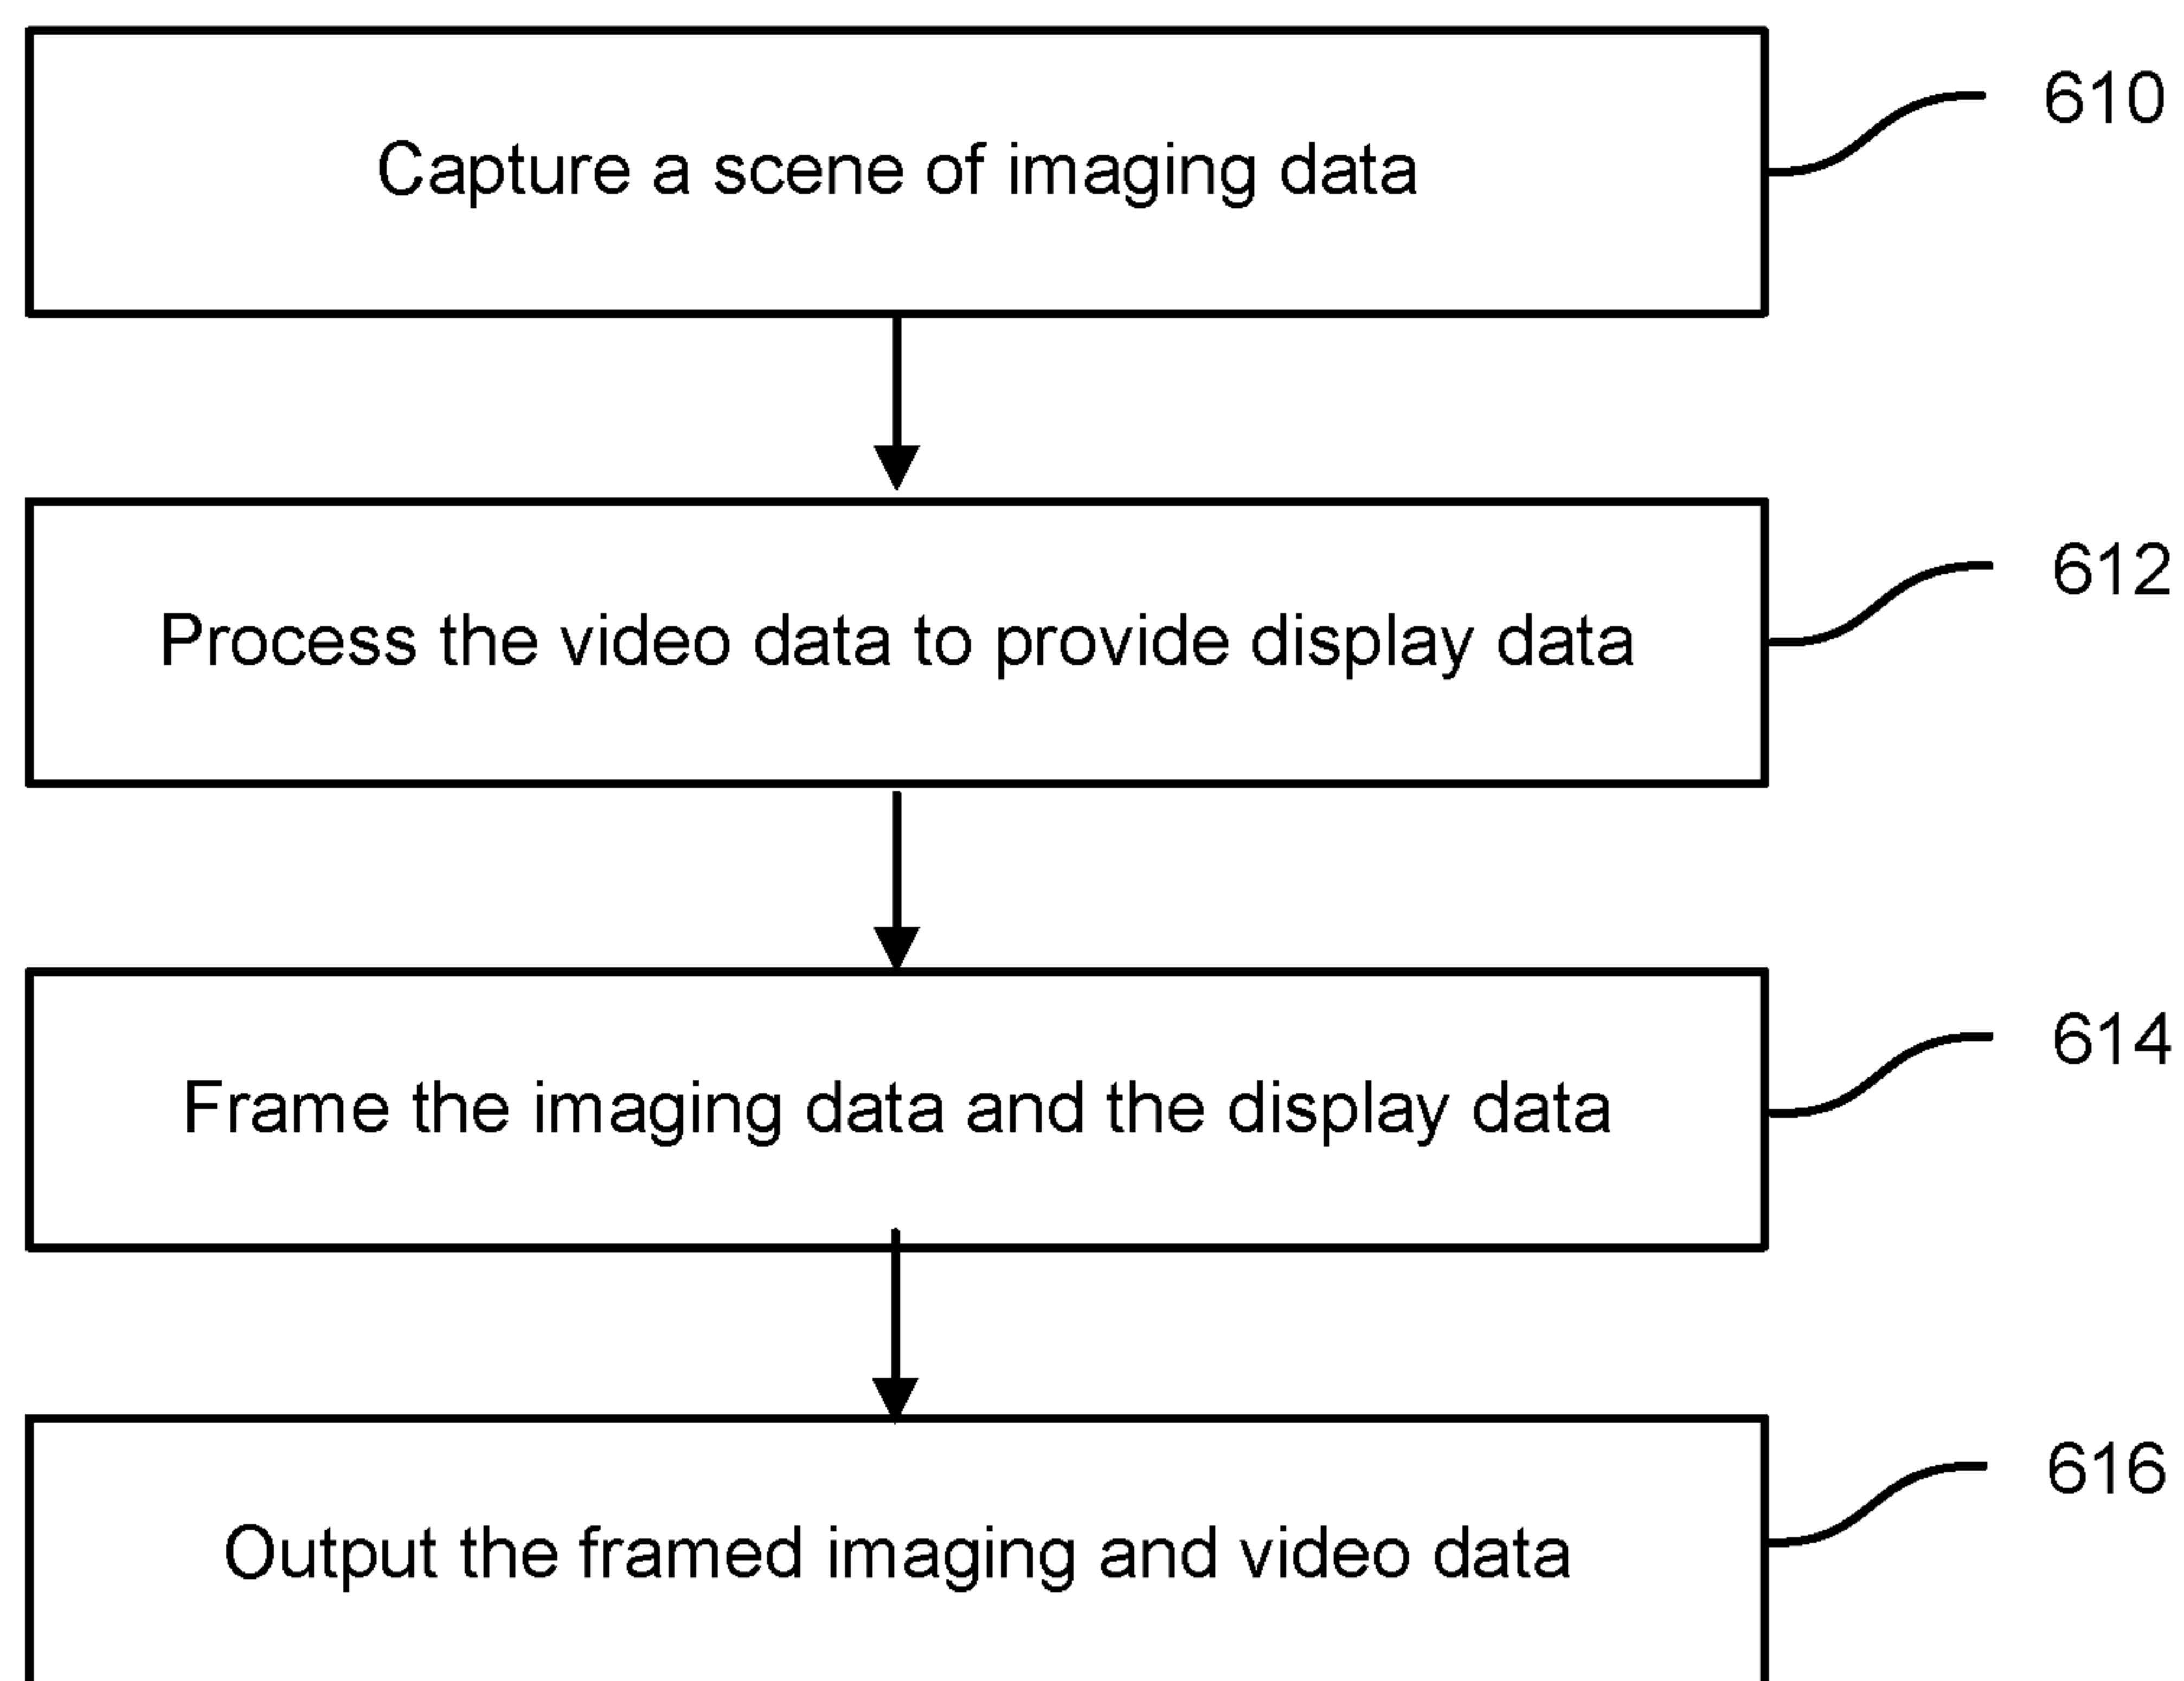 Capture a scene of imaging data
610
Process the video data to provide display data
612
Frame the imaging data and the display data
614
Output the framed imaging and video data
616